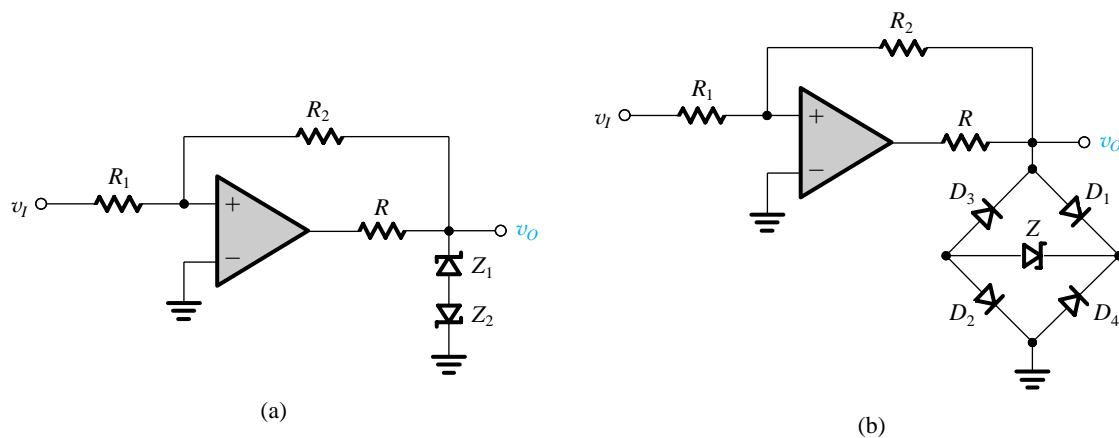 R2
R1
vI
+
−
R
vO
Z1
Z2
(a)
R2
R1
vI
+
−
R
vO
D3
D1
Z
D2
D4
(b)